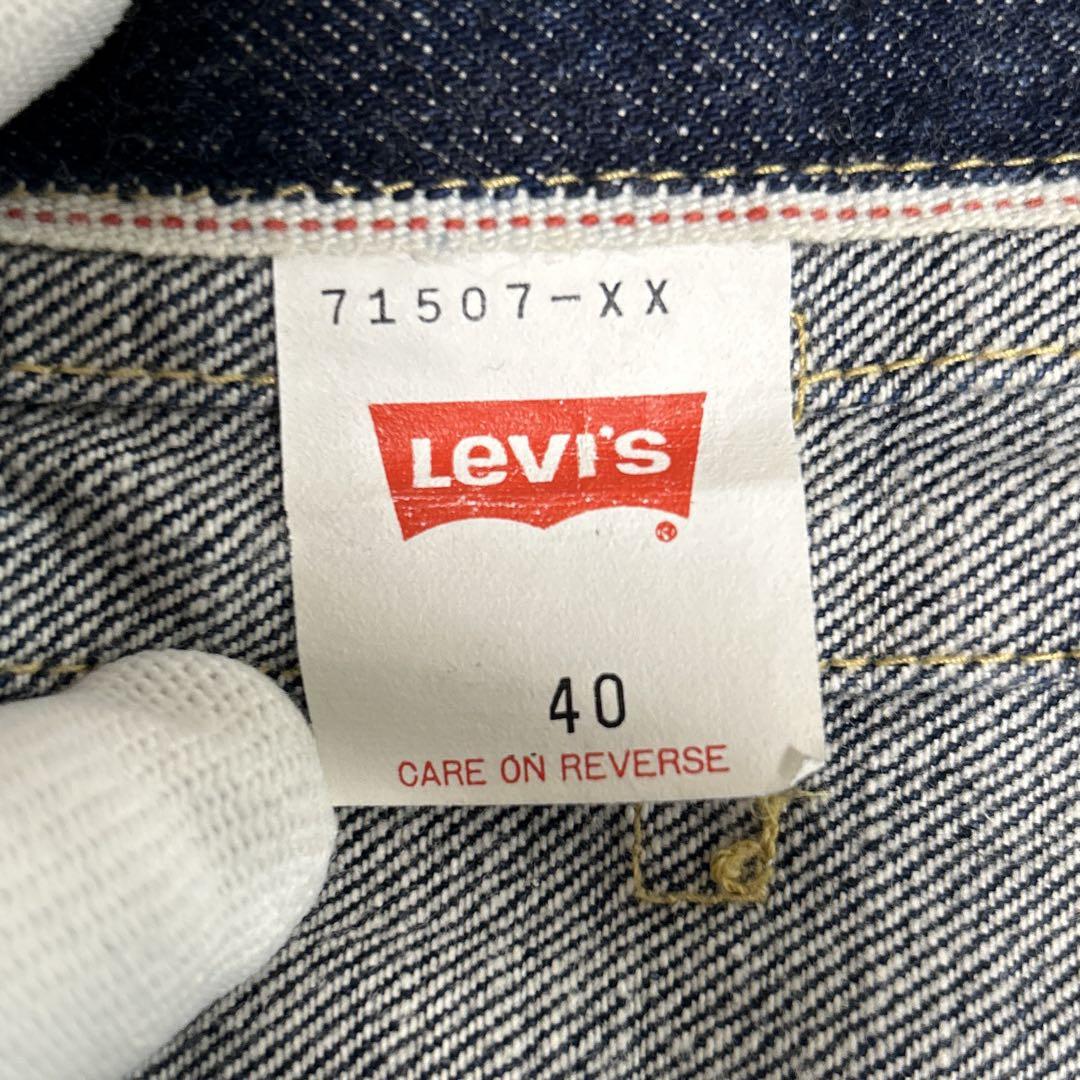 71507-XX
Levi's
®
40
CARE ON REVERSE